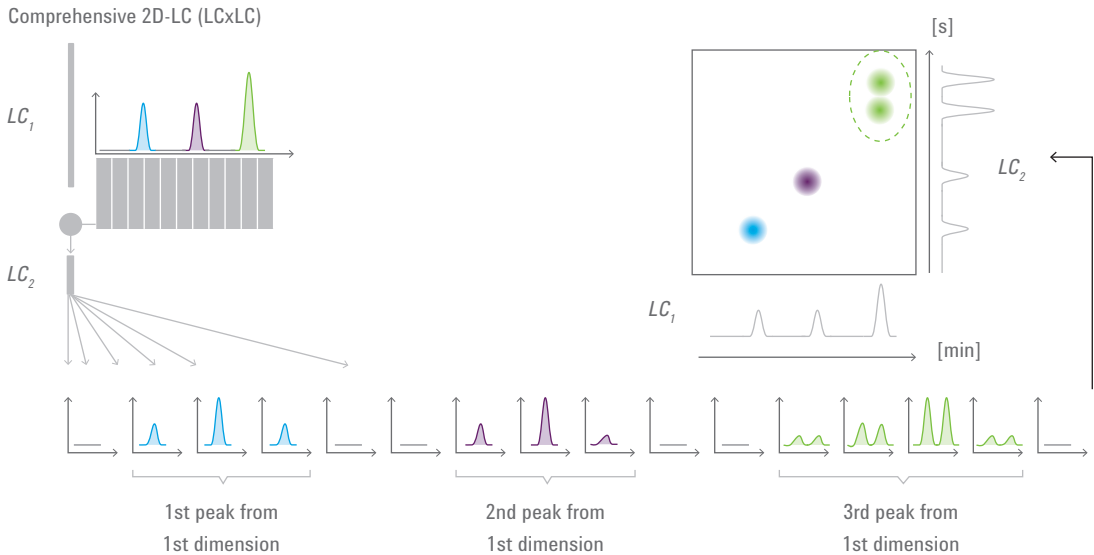 Comprehensive 2D-LC (LCxLC)
LC1
LC2
[s]
LC2
LC1
[min]
1st peak from
1st dimension
2nd peak from
1st dimension
3rd peak from
1st dimension